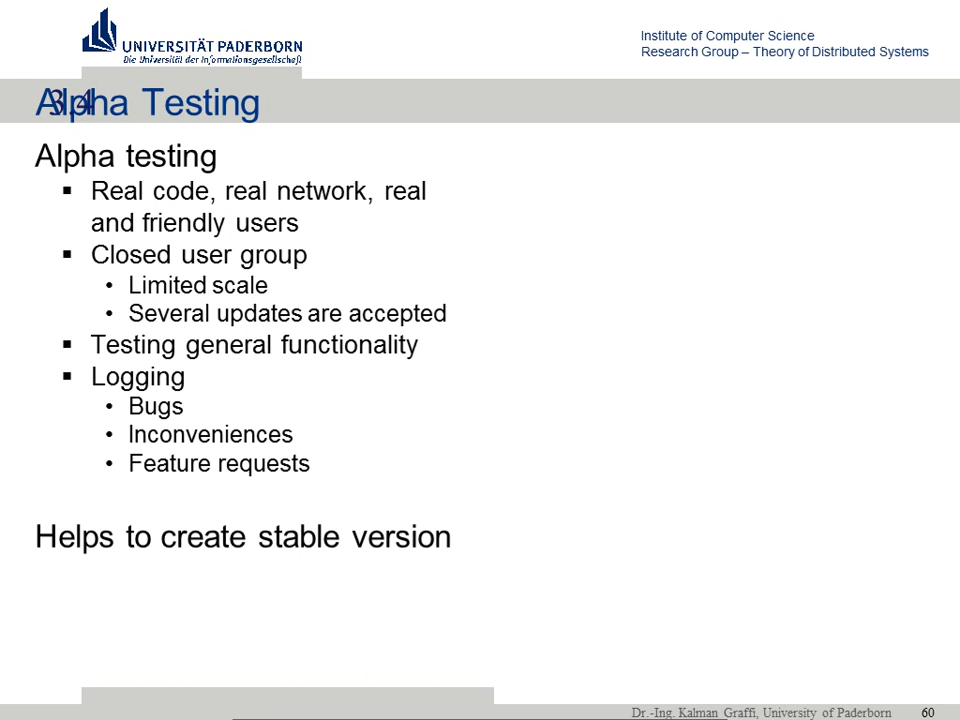 UNIVERSITÄT PADERBORN
Die Universität der Informationsgesellschaft
Institute of Computer Science
Research Group – Theory of Distributed Systems
3.4
Alpha Testing
Alpha testing
▪ Real code, real network, real
and friendly users
▪ Closed user group
• Limited scale
• Several updates are accepted
▪ Testing general functionality
▪ Logging
• Bugs
• Inconveniences
• Feature requests
Helps to create stable version
Dr.-Ing. Kalman Graffi, University of Paderborn 60